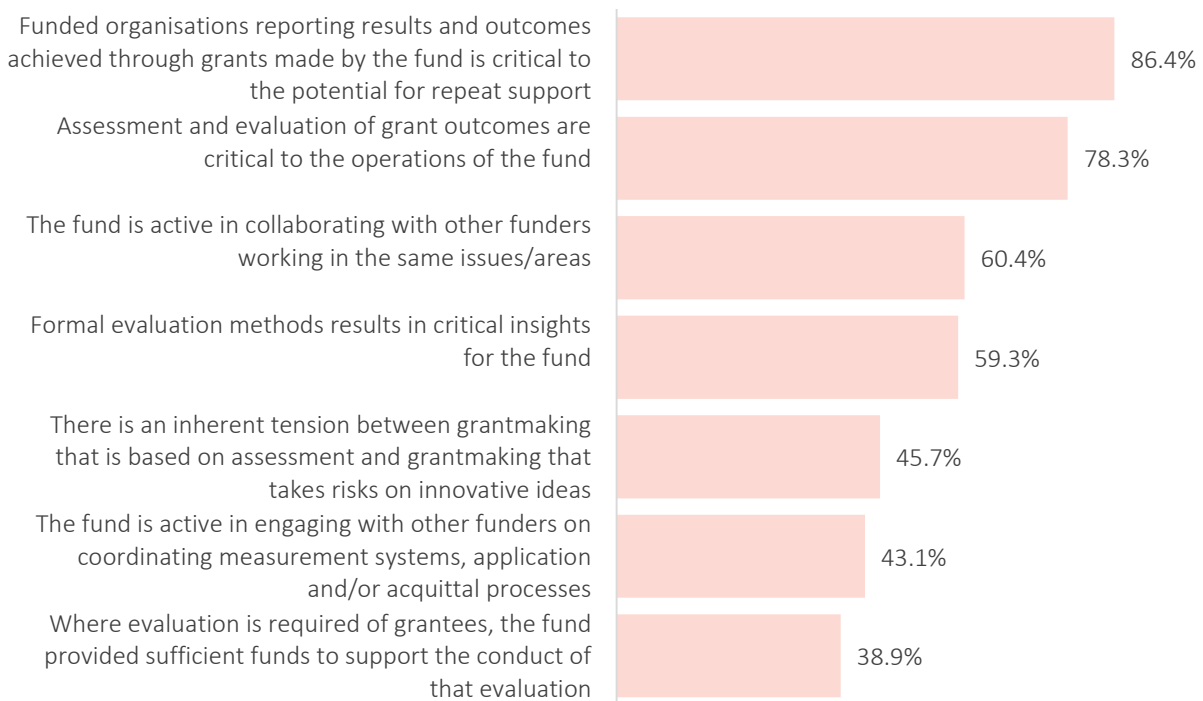 Funded organisations reporting results and outcomes
achieved through grants made by the fund is critical to
the potential for repeat support
86.4%
Assessment and evaluation of grant outcomes are
critical to the operations of the fund
78.3%
The fund is active in collaborating with other funders
working in the same issues/areas
60.4%
Formal evaluation methods results in critical insights
for the fund
59.3%
There is an inherent tension between grantmaking
that is based on assessment and grantmaking that
takes risks on innovative ideas
45.7%
The fund is active in engaging with other funders on
coordinating measurement systems, application
and/or acquittal processes
43.1%
Where evaluation is required of grantees, the fund
provided sufficient funds to support the conduct of
that evaluation
38.9%